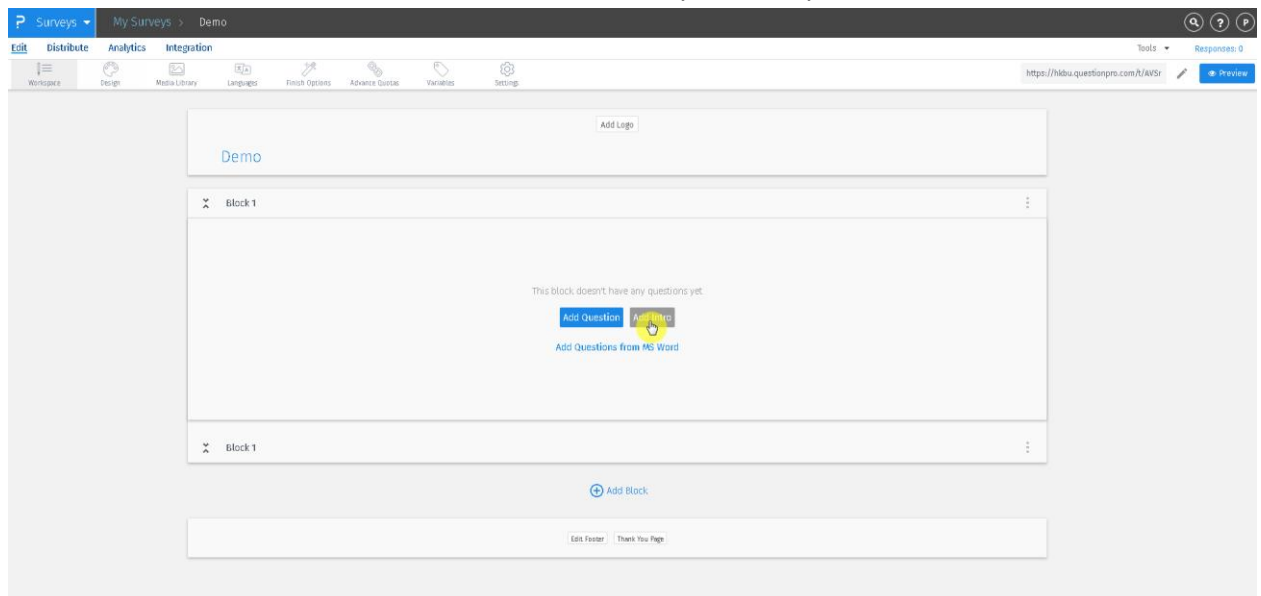 Surveys My Surveys > Demo
Edit Distribute Analytics Integration Tools Responses: 0
Workspace Design Media Library Languages Finish Options Advance Quotas Variables Settings https://hkbu.questionpro.com/t/AVSr Preview
Add Logo
Demo
Block 1
This block doesn't have any questions yet
Add Question Add Intro
Add Questions from MS Word
Block 1
Add Block
Edit Footer Thank You Page